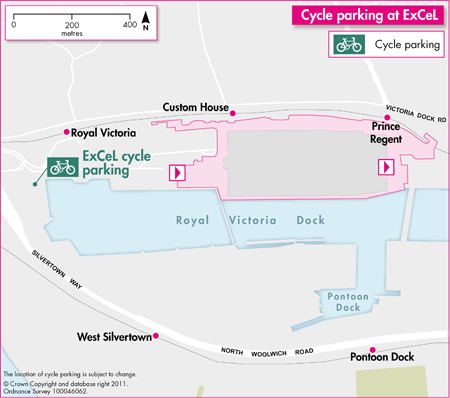 0 200 400
metres
N
Cycle parking at ExCeL
Cycle parking
Custom House
VICTORIA DOCK RD
Royal Victoria
Prince
Regent
ExCeL cycle
parking
Royal Victoria Dock
SILVERTOWN WAY
Pontoon
Dock
West Silvertown
NORTH WOOLWICH ROAD
Pontoon Dock
The location of cycle parking is subject to change.
© Crown Copyright and database right 2011.
Ordnance Survey 100046062.